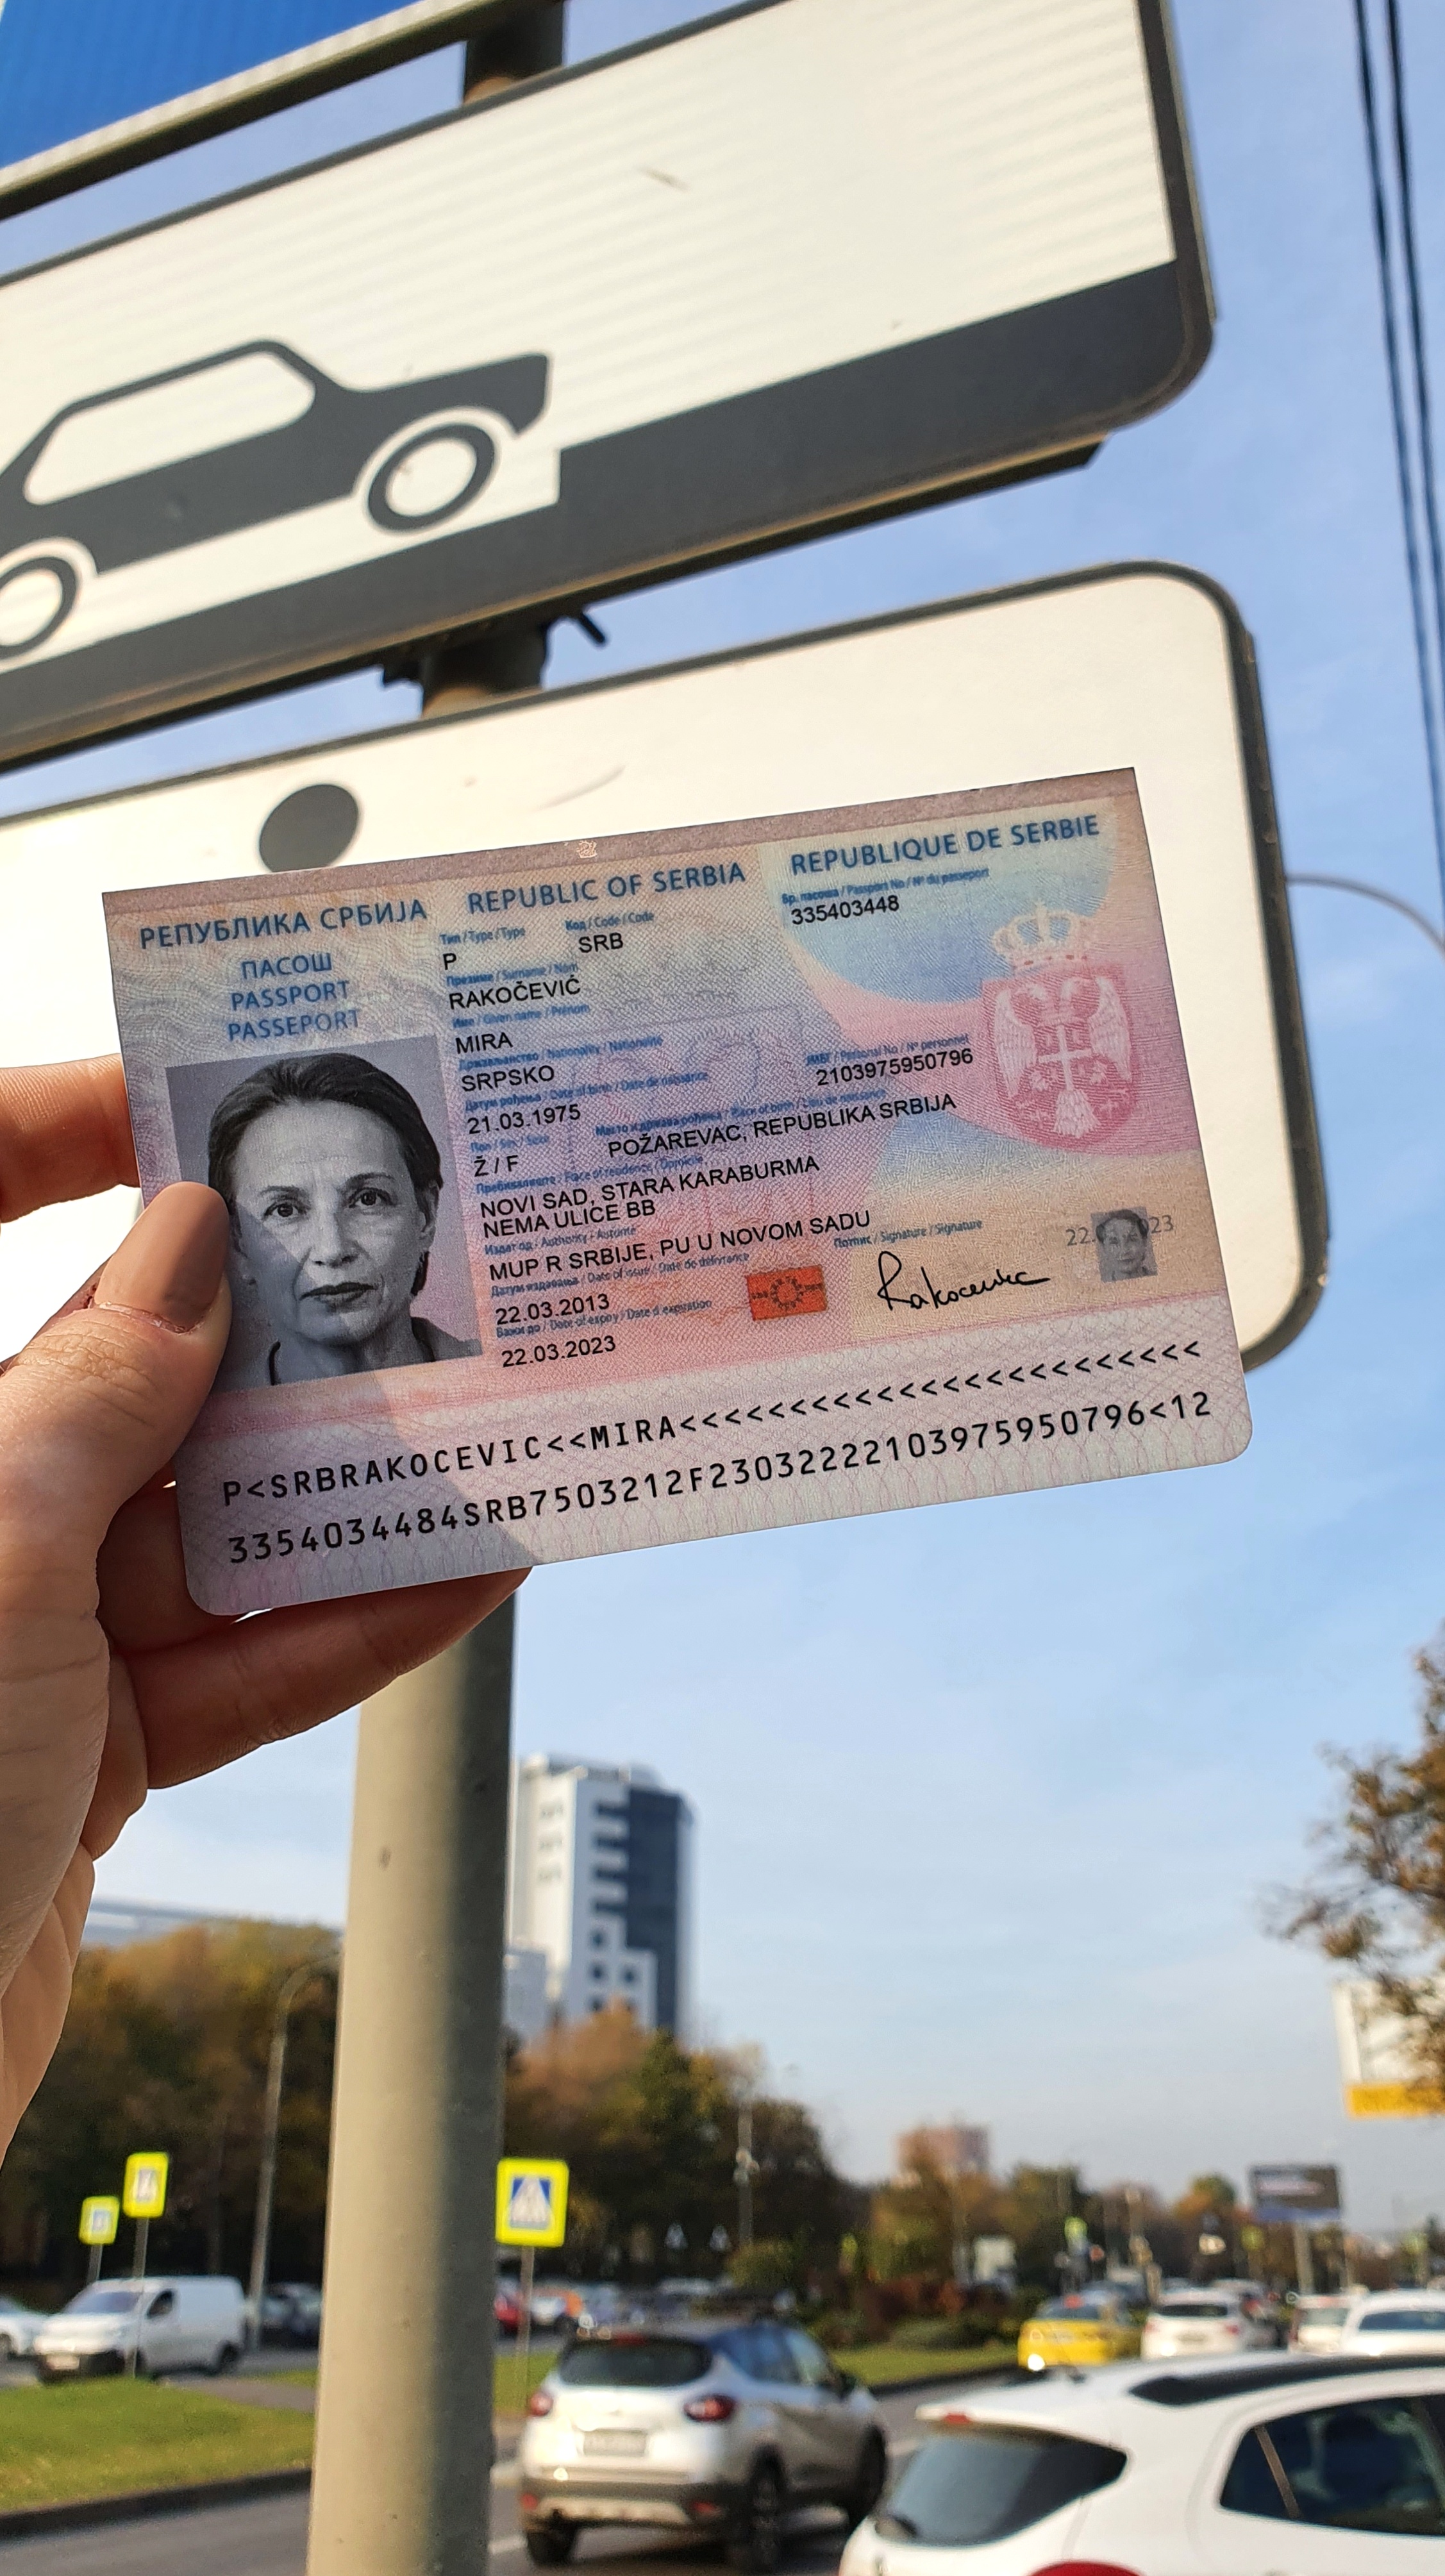 РЕПУБЛИКА СРБИЈА REPUBLIC OF SERBIA REPUBLIQUE DE SERBIE
ПАСОШ
PASSPORT
PASSEPORT
Тип / Type / Type Код / Code / Code Бр. пасоша / Passport No / Nº du passeport
P SRB 335403448
Презиме / Surname / Nom
RAKOČEVIĆ
Име / Given name / Prénom
MIRA
Држављанство / Nationality / Nationalité
SRPSKO
Датум рођења / Date of birth / Date de naissance ЈМБГ / Personal No / Nº personnel
21.03.1975 2103975950796
Пол / Sex / Sexe Место и држава рођења / Place of birth / Lieu de naissance
Ž / F POŽAREVAC, REPUBLIKA SRBIJA
Пребивалиште / Place of residence / Domicile
NOVI SAD, STARA KARABURMA
NEMA ULICE BB
Издат од / Authority / Autorité
MUP R SRBIJE, PU U NOVOM SADU
Датум издавања / Date of issue / Date de délivrance Потпис / Signature / Signature
22.03.2013 22. 023
Важи до / Date of expiry / Date d'expiration
22.03.2023
P<SRBRAKOCEVIC<<MIRA<<<<<<<<<<<<<<<<<<<<<<<<
3354034484SRB7503212F23032222103975950796<12